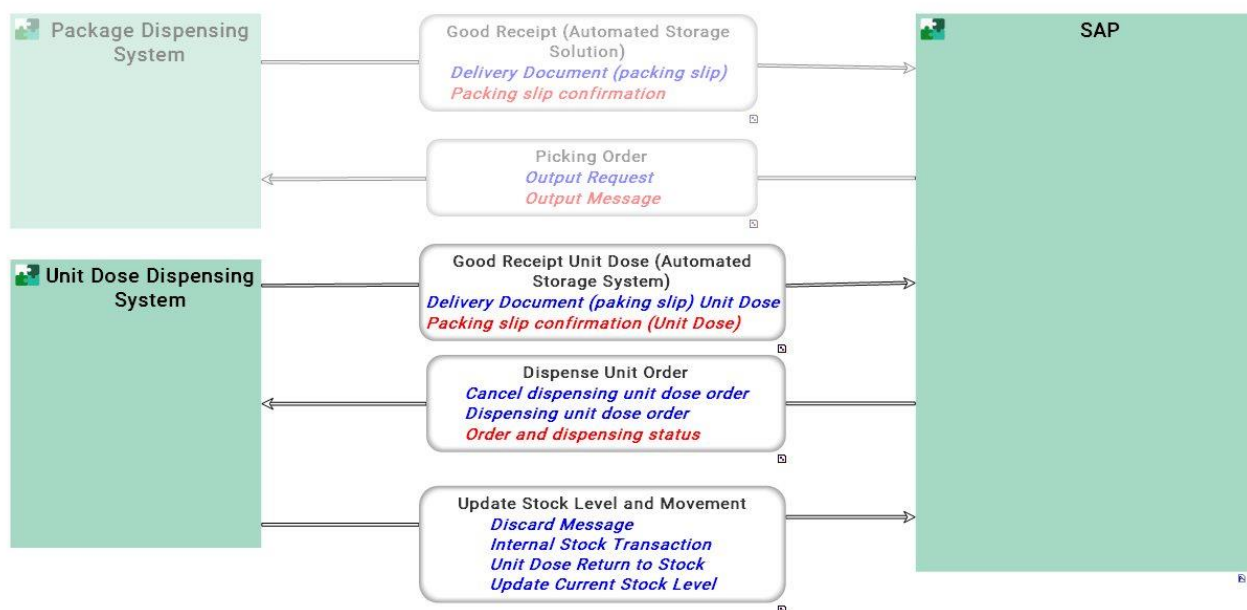 Package Dispensing
System
Good Receipt (Automated Storage
Solution)
Delivery Document (packing slip)
Packing slip confirmation
SAP
Picking Order
Output Request
Output Message
Unit Dose Dispensing
System
Good Receipt Unit Dose (Automated
Storage System)
Delivery Document (paking slip) Unit Dose
Packing slip confirmation (Unit Dose)
Dispense Unit Order
Cancel dispensing unit dose order
Dispensing unit dose order
Order and dispensing status
Update Stock Level and Movement
Discard Message
Internal Stock Transaction
Unit Dose Return to Stock
Update Current Stock Level